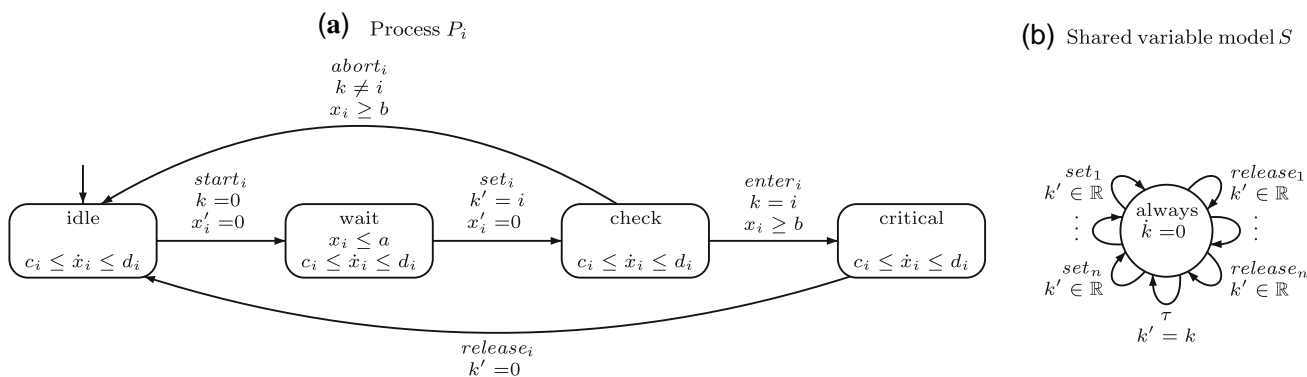 (a) Process P_i
abort_i
k ≠ i
x_i ≥ b
start_i
k =0
x'_i =0
set_i
k' = i
x'_i =0
enter_i
k = i
x_i ≥ b
idle
c_i ≤ ẋ_i ≤ d_i
wait
x_i ≤ a
c_i ≤ ẋ_i ≤ d_i
check
c_i ≤ ẋ_i ≤ d_i
critical
c_i ≤ ẋ_i ≤ d_i
release_i
k' =0
(b) Shared variable model S
set_1
k' ∈ ℝ
⋮
set_n
k' ∈ ℝ
always
k̇ =0
release_1
k' ∈ ℝ
⋮
release_n
k' ∈ ℝ
τ
k' = k